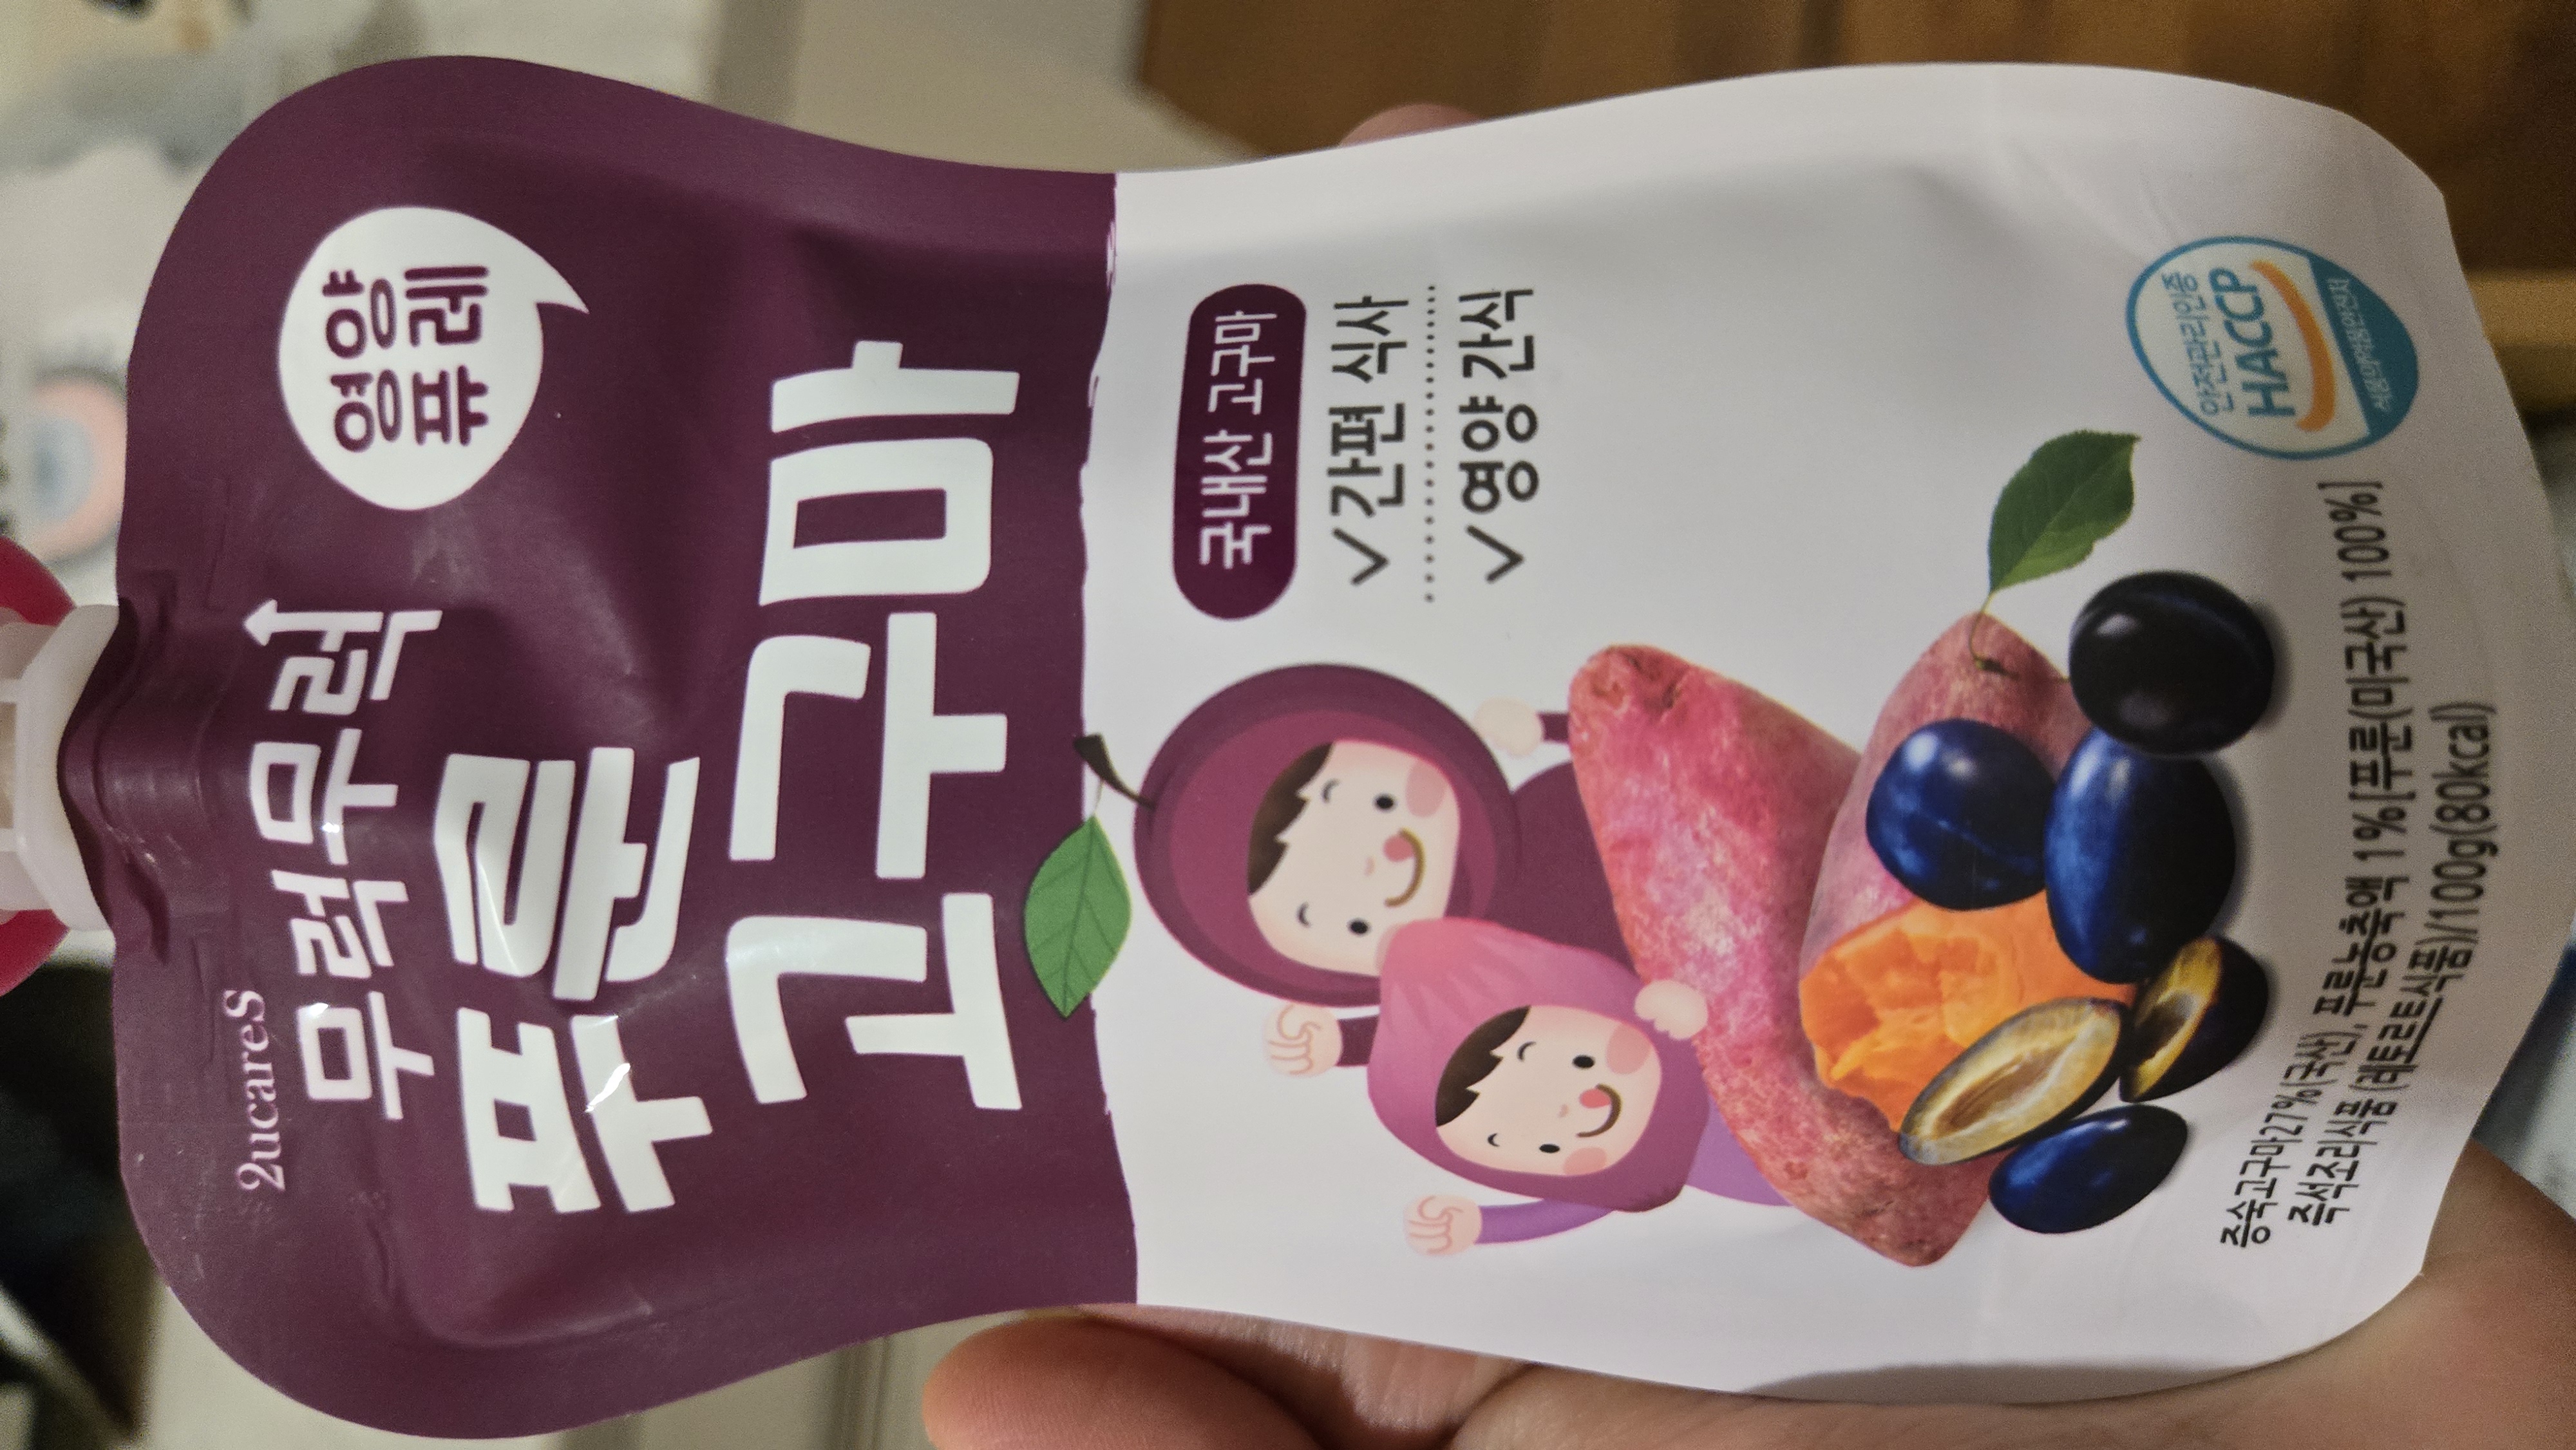 2ucares
무럭무럭
영양
퓨레
푸룬
고구마
국내산 고구마
간편 식사
영양 간식
안전관리인증
HACCP
식품의약품안전처
증숙고구마27%(국산), 푸룬농축액 1%[푸룬(미국산) 100%]
즉석조리식품(레토르트식품)/100g(80kcal)